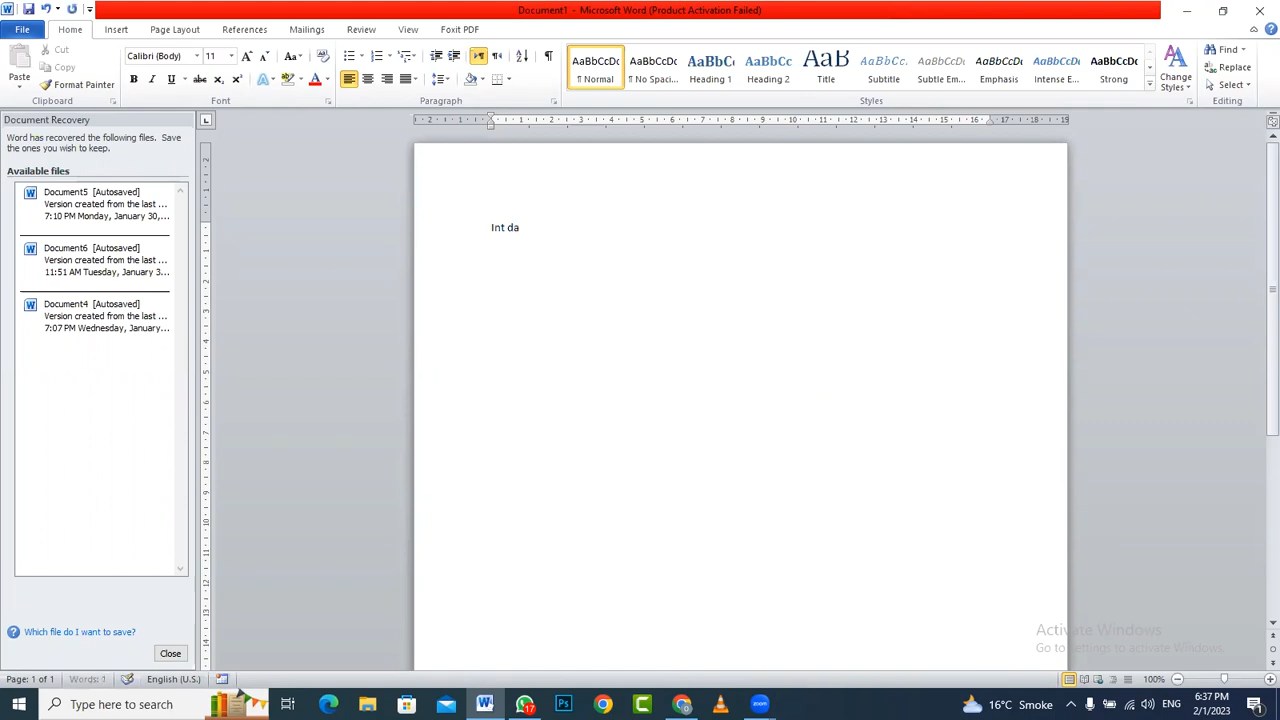 Document1 - Microsoft Word (Product Activation Failed)
File Home Insert Page Layout References Mailings Review View Foxit PDF
Paste
Cut
Copy
Format Painter
Clipboard
Calibri (Body) 11
Font
Paragraph
AaBbCcDc AaBbCcDc AaBbC AaBbCc AaB AaBbCc. AaBbCcDc AaBbCcDc AaBbCcDc AaBbCcDc
¶ Normal ¶ No Spaci... Heading 1 Heading 2 Title Subtitle Subtle Em... Emphasis Intense E... Strong
Styles
Change
Styles
Find
Replace
Select
Editing
Document Recovery
Word has recovered the following files. Save
the ones you wish to keep.
Available files
Document5 [Autosaved]
Version created from the last ...
7:10 PM Monday, January 30,...
Document6 [Autosaved]
Version created from the last ...
11:51 AM Tuesday, January 3...
Document4 [Autosaved]
Version created from the last ...
7:07 PM Wednesday, January...
Which file do I want to save?
Close
Int da
Activate Windows
Go to settings to activate Windows.
Page: 1 of 1 Words: 1 English (U.S.) 100%
Type here to search
17
zoom
16°C Smoke ENG
6:37 PM
2/1/2023
1